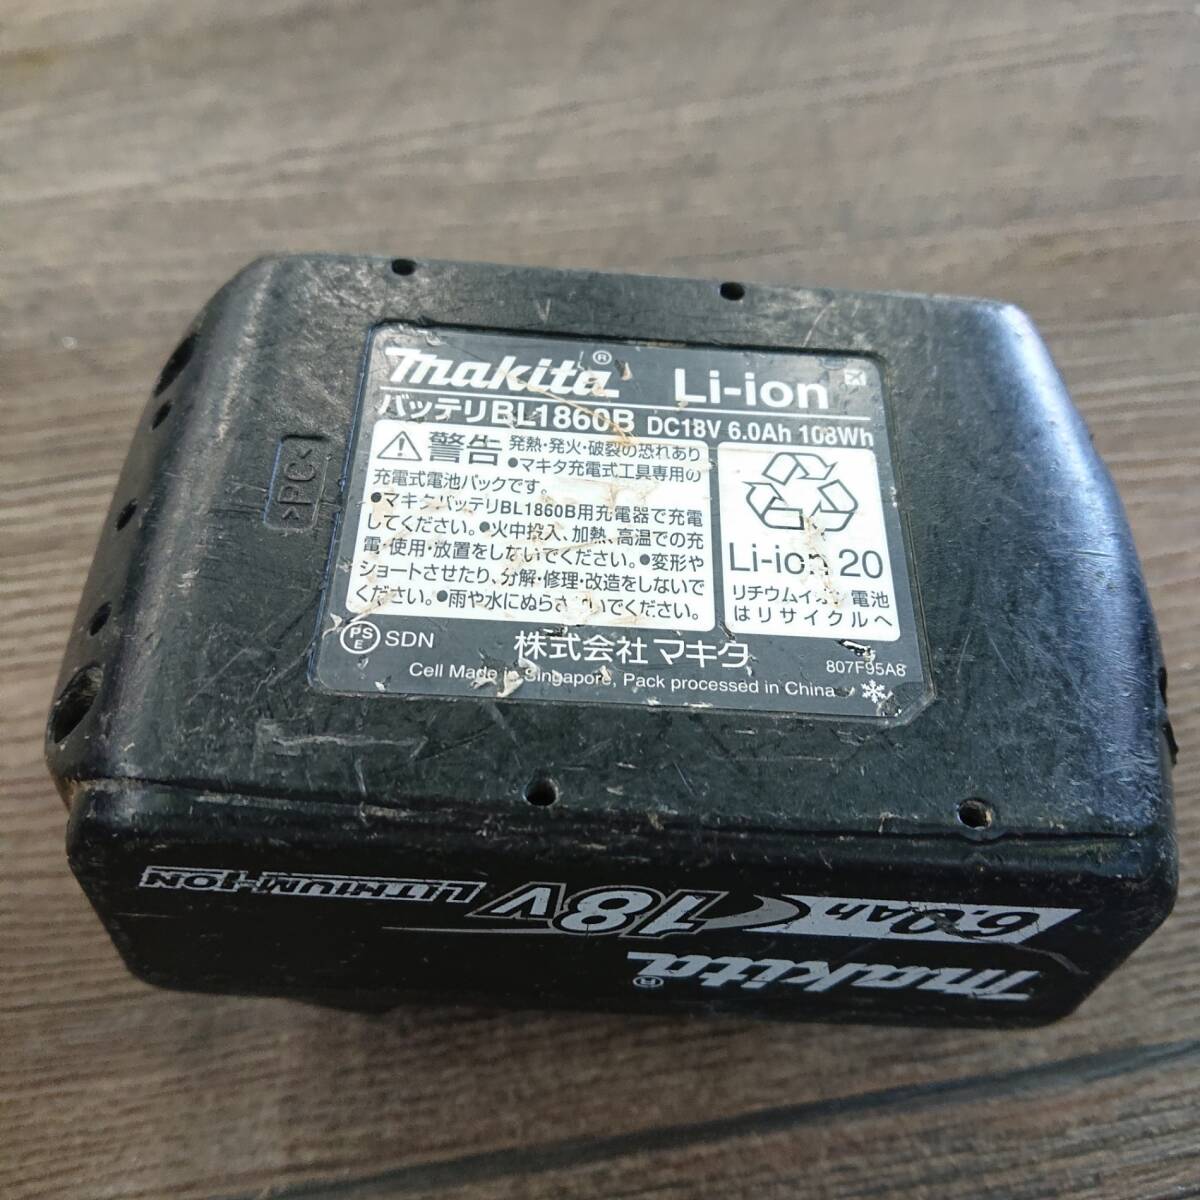 makita® Li-ion
バッテリBL1860B DC18V 6.0Ah 108Wh
警告 発熱・発火・破裂の恐れあり
●マキタ充電式工具専用の
充電式電池パックです。
●マキタバッテリBL1860B用充電器で充電
してください。●火中投入、加熱、高温での充
電・使用・放置をしないでください。●変形や
ショートさせたり、分解・修理・改造をしないで
ください。●雨や水にぬらさないでください。
Li-ion 20
リチウムイオン電池
はリサイクルへ
PSE SDN
株式会社マキタ
807F95A8
Cell Made in Singapore, Pack processed in China
>PC<
6.0Ah 18V LITHIUM-ION
makita®